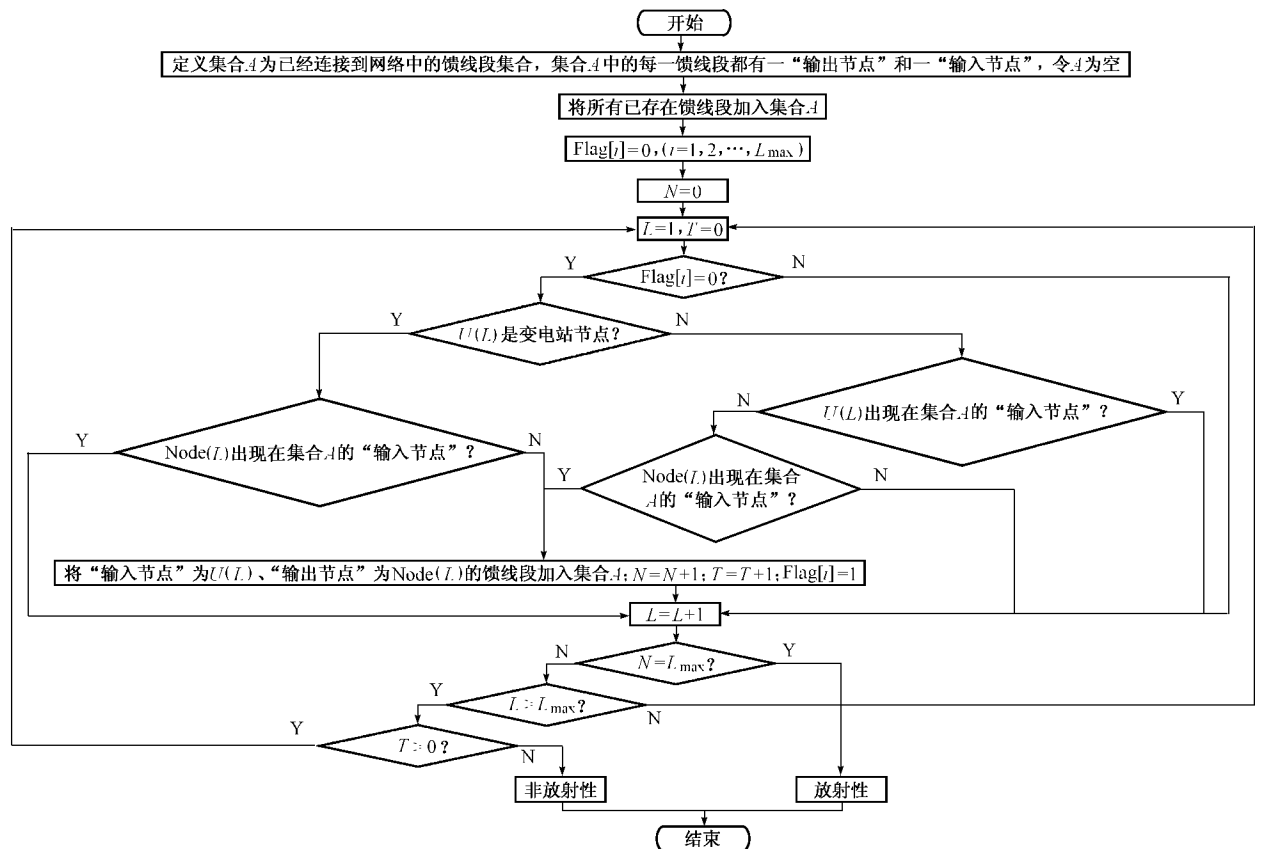 开始
定义集合A为已经连接到网络中的馈线段集合，集合A中的每一馈线段都有一“输出节点”和一“输入节点”，令A为空
将所有已存在馈线段加入集合A
Flag[i]=0,(i=1,2,…,Lmax)
N=0
L=1,T=0
Y
Flag[i]=0?
N
Y
U(L)是变电站节点?
N
N
U(L)出现在集合A的“输入节点”?
Y
Y
Node(L)出现在集合A的“输入节点”?
N
Y
Node(L)出现在集合
A的“输入节点”?
N
将“输入节点”为U(L)、“输出节点”为Node(L)的馈线段加入集合A;N=N+1;T=T+1;Flag[i]=1
L=L+1
N
N=Lmax?
Y
Y
L>Lmax?
N
Y
T>0?
N
非放射性
放射性
结束